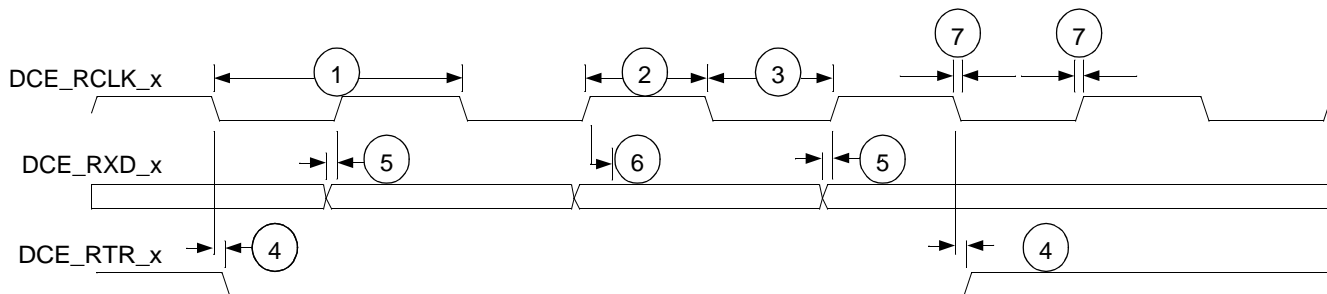 7 7
1 2 3
DCE_RCLK_x
DCE_RXD_x 5 6 5
DCE_RTR_x 4 4